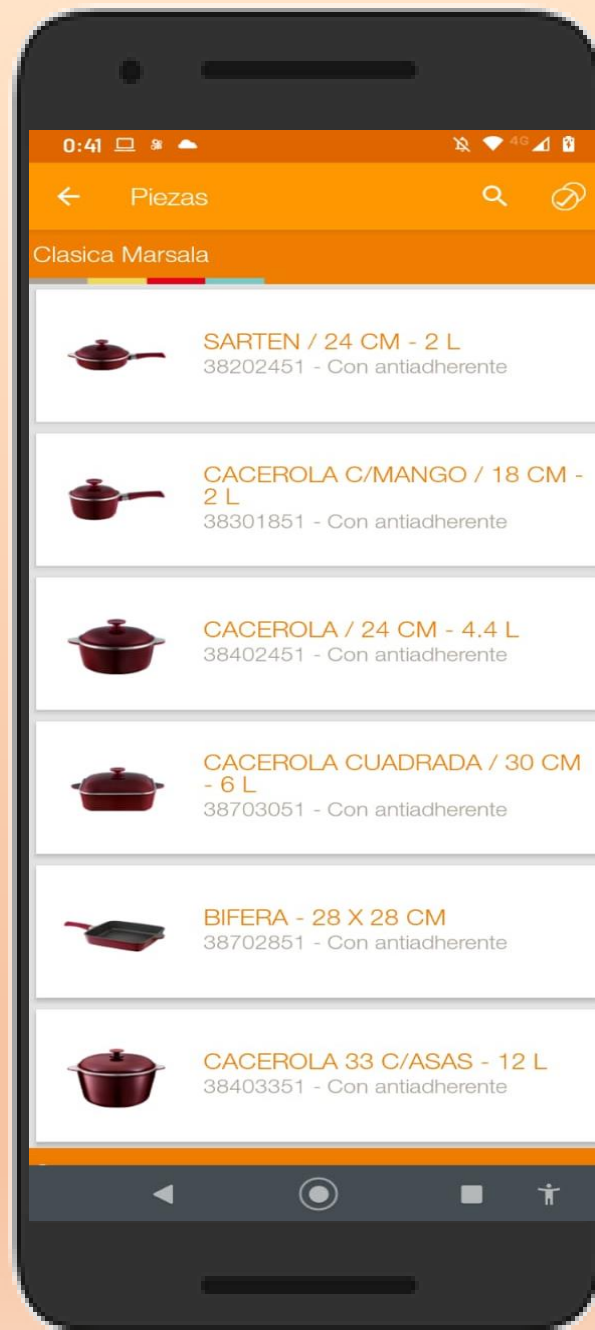 0:41
4G
Piezas
Clasica Marsala
SARTEN / 24 CM - 2 L
38202451 - Con antiadherente
CACEROLA C/MANGO / 18 CM -
2 L
38301851 - Con antiadherente
CACEROLA / 24 CM - 4.4 L
38402451 - Con antiadherente
CACEROLA CUADRADA / 30 CM
- 6 L
38703051 - Con antiadherente
BIFERA - 28 X 28 CM
38702851 - Con antiadherente
CACEROLA 33 C/ASAS - 12 L
38403351 - Con antiadherente